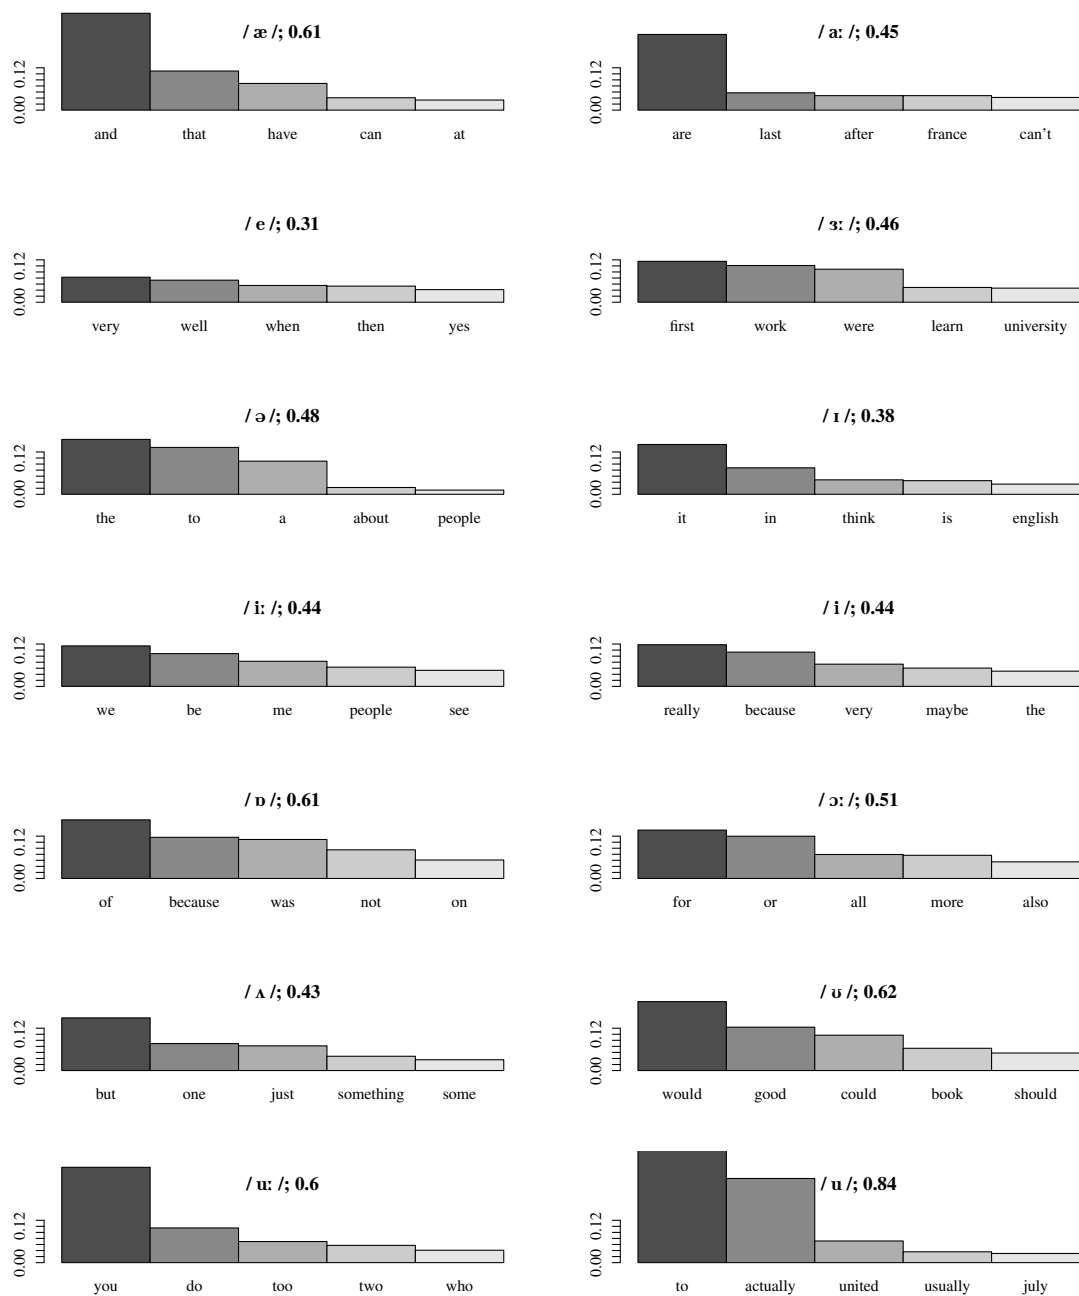 / æ /; 0.61
0.00 0.12
and that have can at
/ aː /; 0.45
0.00 0.12
are last after france can't
/ e /; 0.31
0.00 0.12
very well when then yes
/ ɜː /; 0.46
0.00 0.12
first work were learn university
/ ə /; 0.48
0.00 0.12
the to a about people
/ ɪ /; 0.38
0.00 0.12
it in think is english
/ iː /; 0.44
0.00 0.12
we be me people see
/ i /; 0.44
0.00 0.12
really because very maybe the
/ ɒ /; 0.61
0.00 0.12
of because was not on
/ ɔː /; 0.51
0.00 0.12
for or all more also
/ ʌ /; 0.43
0.00 0.12
but one just something some
/ ʊ /; 0.62
0.00 0.12
would good could book should
/ uː /; 0.6
0.00 0.12
you do too two who
/ u /; 0.84
0.00 0.12
to actually united usually july